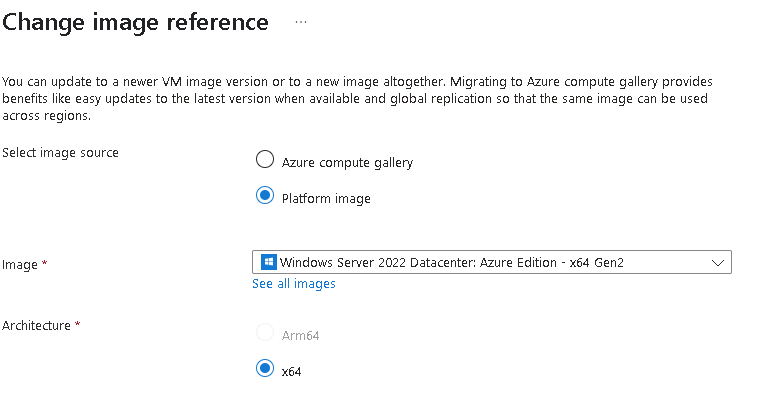 Change image reference ...
You can update to a newer VM image version or to a new image altogether. Migrating to Azure compute gallery provides
benefits like easy updates to the latest version when available and global replication so that the same image can be used
across regions.
Select image source
Azure compute gallery
Platform image
Image *
Windows Server 2022 Datacenter: Azure Edition - x64 Gen2
See all images
Architecture *
Arm64
x64